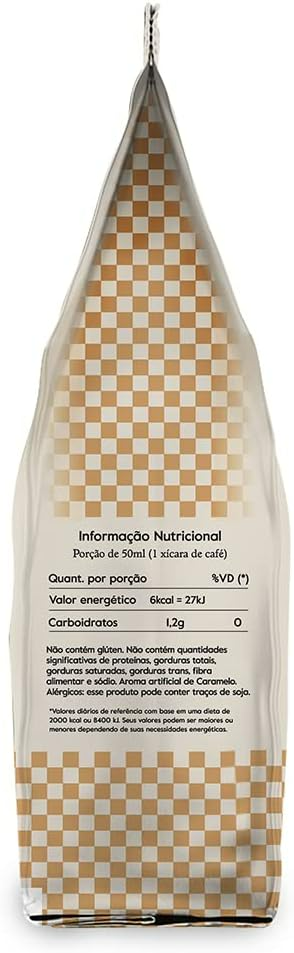 Informação Nutricional
Porção de 50ml (1 xícara de café)
Quant. por porção %VD (*)
Valor energético 6kcal = 27kJ
Carboidratos 1,2g 0
Não contém glúten. Não contém quantidades
significativas de proteínas, gorduras totais,
gorduras saturadas, gorduras trans, fibra
alimentar e sódio. Aroma artificial de Caramelo.
Alérgicos: esse produto pode conter traços de soja.
*Valores diários de referência com base em uma dieta de
2000 kcal ou 8400 kJ. Seus valores podem ser maiores ou
menores dependendo de suas necessidades energéticas.